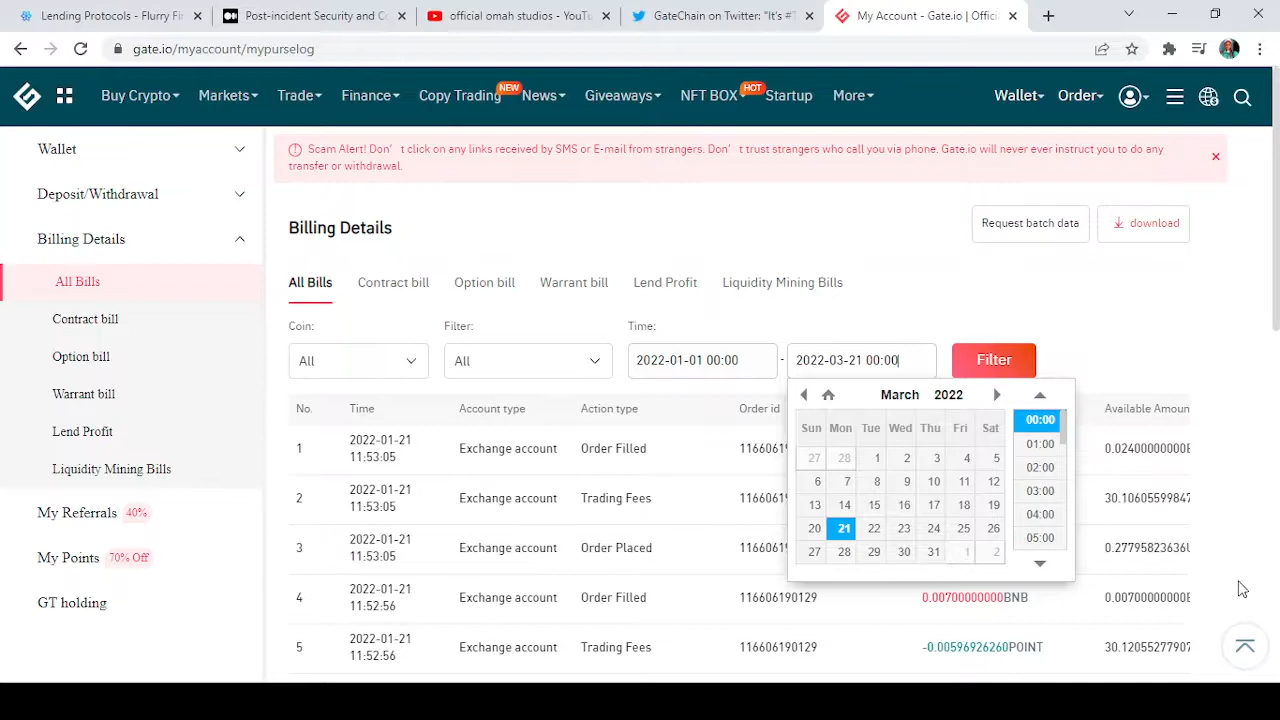 Lending Protocols - Flurry Fi
Post-incident Security and C
official omah studios - YouTu
GateChain on Twitter: "It's #T
My Account - Gate.io | Offici
gate.io/myaccount/mypurselog
Buy Crypto
Markets
Trade
Finance
Copy Trading
NEW
News
Giveaways
NFT BOX
HOT
Startup
More
Wallet
Order
Scam Alert! Don't click on any links received by SMS or E-mail from strangers. Don't trust strangers who call you via phone. Gate.io will never ever instruct you to do any
transfer or withdrawal.
Wallet
Deposit/Withdrawal
Billing Details
All Bills
Contract bill
Option bill
Warrant bill
Lend Profit
Liquidity Mining Bills
My Referrals 40%
My Points 70% Off
GT holding
Billing Details
Request batch data
download
All Bills Contract bill Option bill Warrant bill Lend Profit Liquidity Mining Bills
Coin: Filter: Time:
All All 2022-01-01 00:00 - 2022-03-21 00:00 Filter
No. Time Account type Action type Order id Available Amoun
1 2022-01-21 11:53:05 Exchange account Order Filled 1166061 0.02400000000
2 2022-01-21 11:53:05 Exchange account Trading Fees 1166061 30.1060559984
3 2022-01-21 11:53:05 Exchange account Order Placed 1166061 0.27795823636
4 2022-01-21 11:52:56 Exchange account Order Filled 116606190129 0.00700000000BNB 0.00700000000
5 2022-01-21 11:52:56 Exchange account Trading Fees 116606190129 -0.00596926260POINT 30.1205527790
March 2022
Sun Mon Tue Wed Thu Fri Sat
27 28 1 2 3 4 5
6 7 8 9 10 11 12
13 14 15 16 17 18 19
20 21 22 23 24 25 26
27 28 29 30 31 1 2
00:00
01:00
02:00
03:00
04:00
05:00